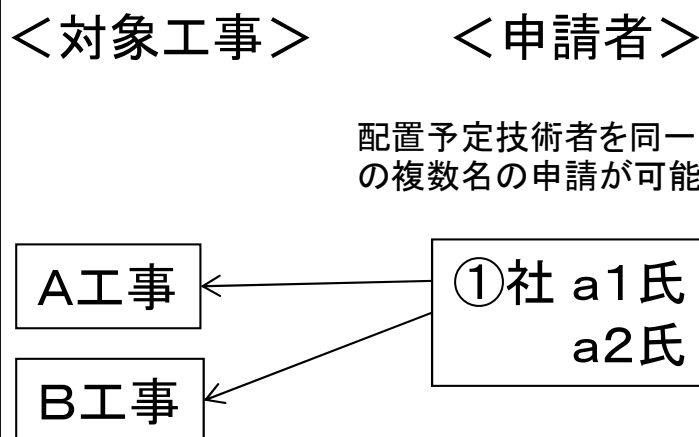 ＜対象工事＞ ＜申請者＞
配置予定技術者を同一
の複数名の申請が可能
A工事
①社 a1氏
a2氏
B工事